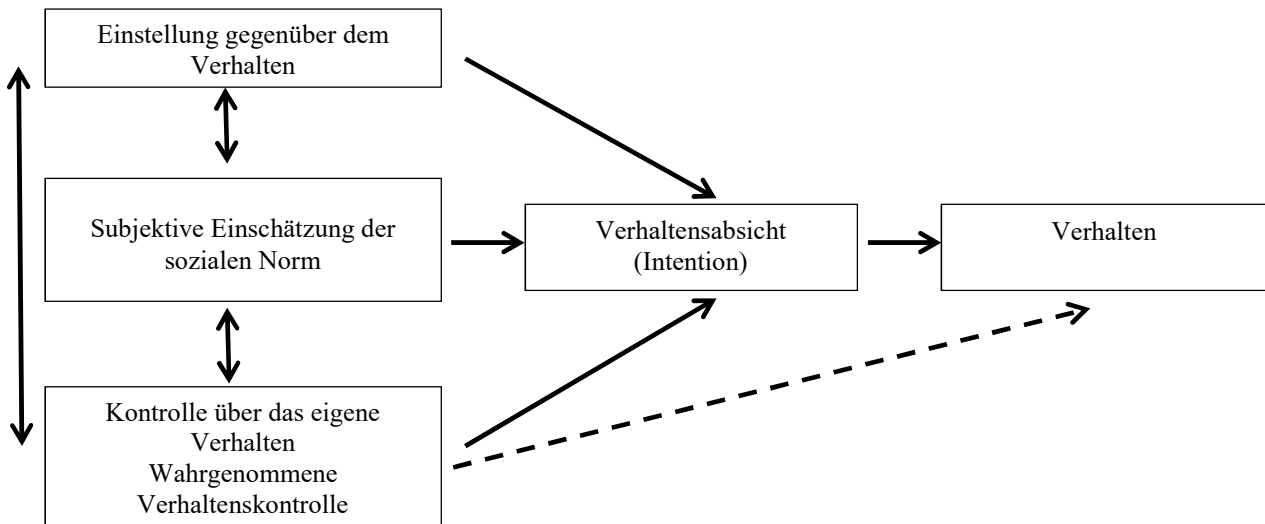 Einstellung gegenüber dem
Verhalten
Subjektive Einschätzung der
sozialen Norm
Verhaltensabsicht
(Intention)
Verhalten
Kontrolle über das eigene
Verhalten
Wahrgenommene
Verhaltenskontrolle